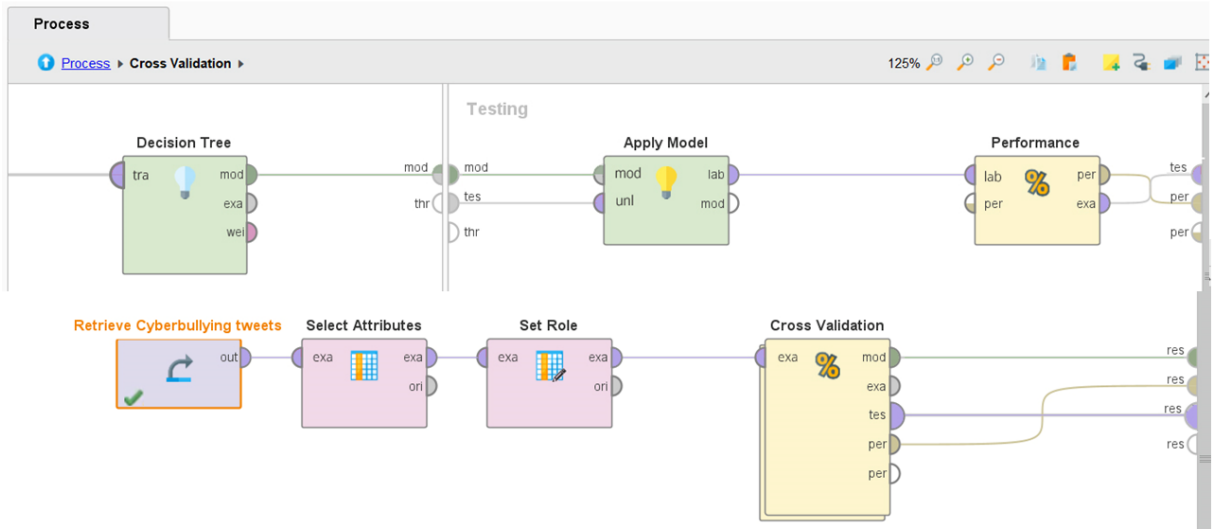 Process
Process ▸ Cross Validation ▸
125%
Testing
Decision Tree
Apply Model
Performance
tra
mod
exa
wei
mod
thr
mod
tes
thr
mod
unl
lab
mod
lab
per
per
exa
tes
per
per
Retrieve Cyberbullying tweets
Select Attributes
Set Role
Cross Validation
out
exa
exa
ori
exa
exa
ori
exa
mod
exa
tes
per
per
res
res
res
res